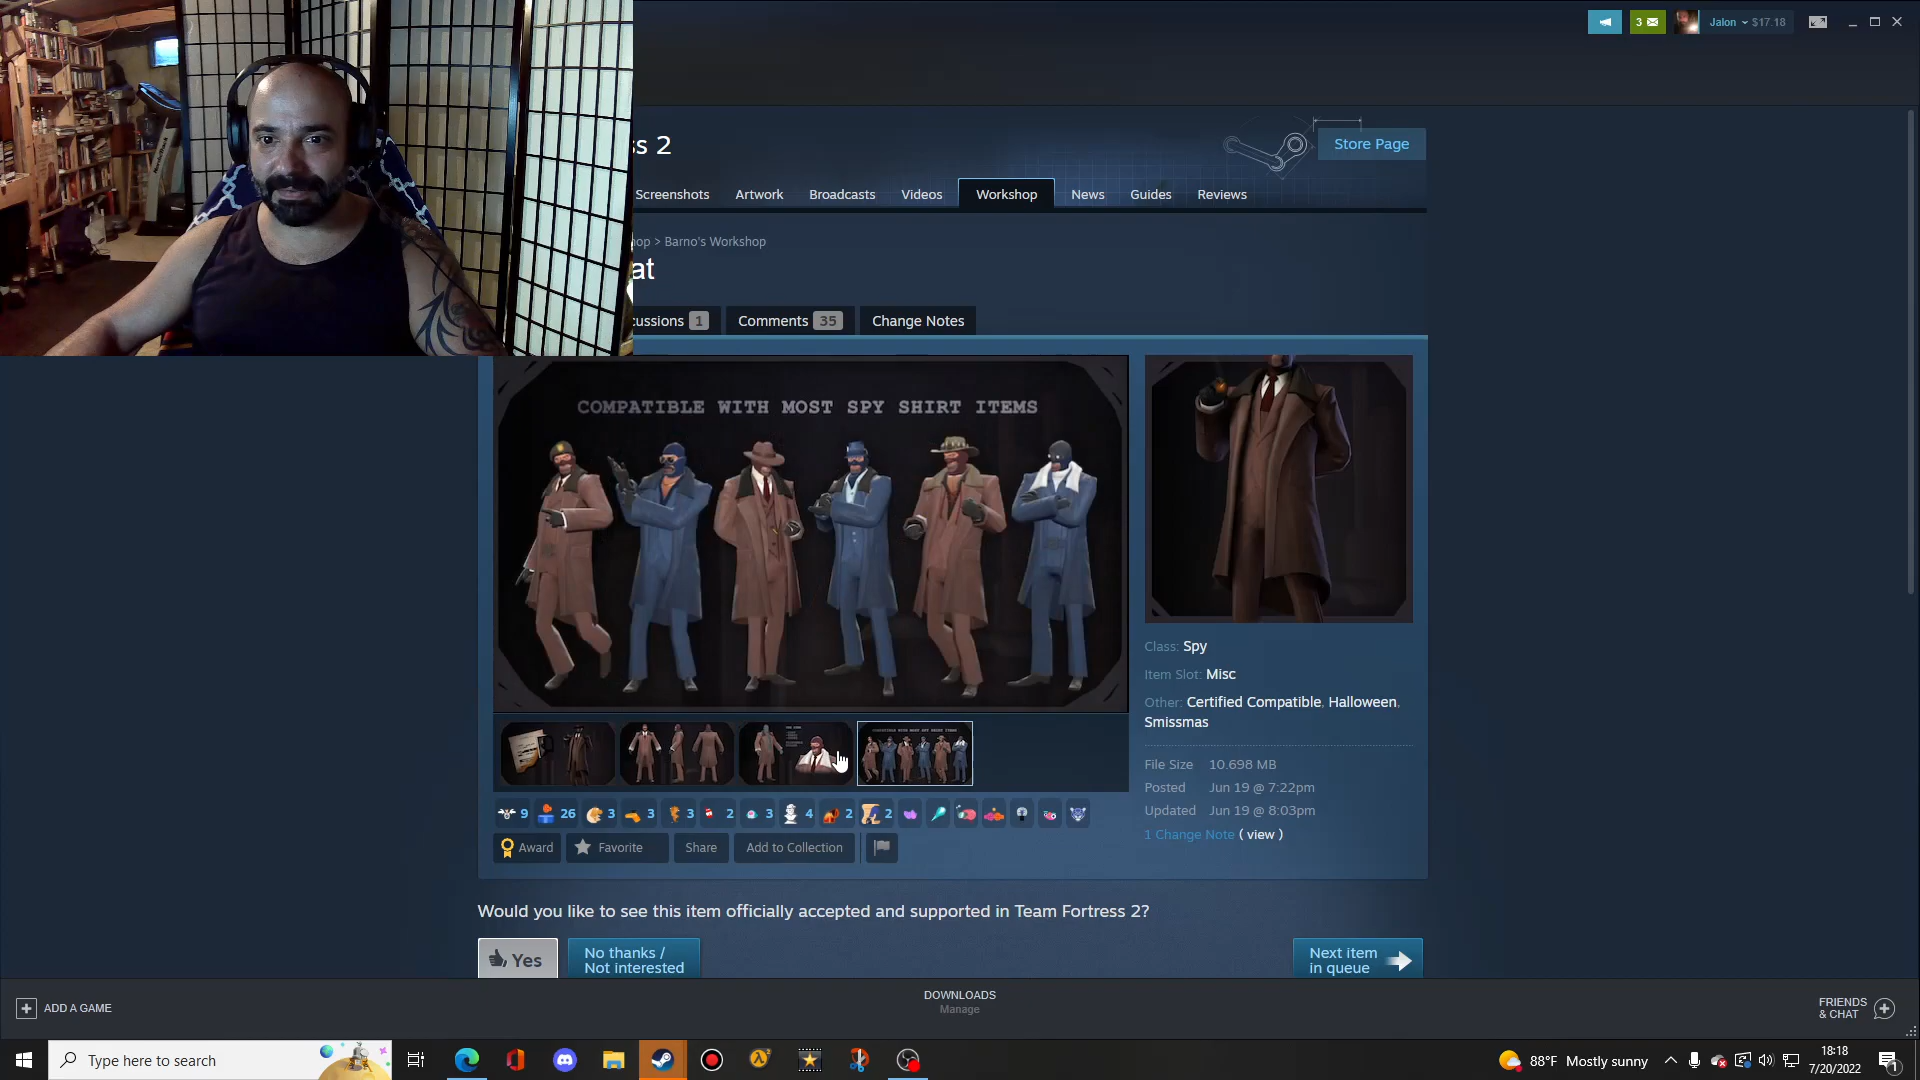 3
Jalon
$17.18
ss 2
Store Page
Screenshots
Artwork
Broadcasts
Videos
Workshop
News
Guides
Reviews
op > Barno's Workshop
at
cussions 1
Comments 35
Change Notes
COMPATIBLE WITH MOST SPY SHIRT ITEMS
Class: Spy
Item Slot: Misc
Other: Certified Compatible, Halloween,
Smissmas
File Size 10.698 MB
Posted Jun 19 @ 7:22pm
Updated Jun 19 @ 8:03pm
1 Change Note ( view )
9 26 3 3 3 2 3 4 2 2
Award
Favorite
Share
Add to Collection
Would you like to see this item officially accepted and supported in Team Fortress 2?
Yes
No thanks /
Not interested
Next item
in queue
ADD A GAME
DOWNLOADS
Manage
FRIENDS
& CHAT
Type here to search
88°F Mostly sunny
18:18
7/20/2022
1